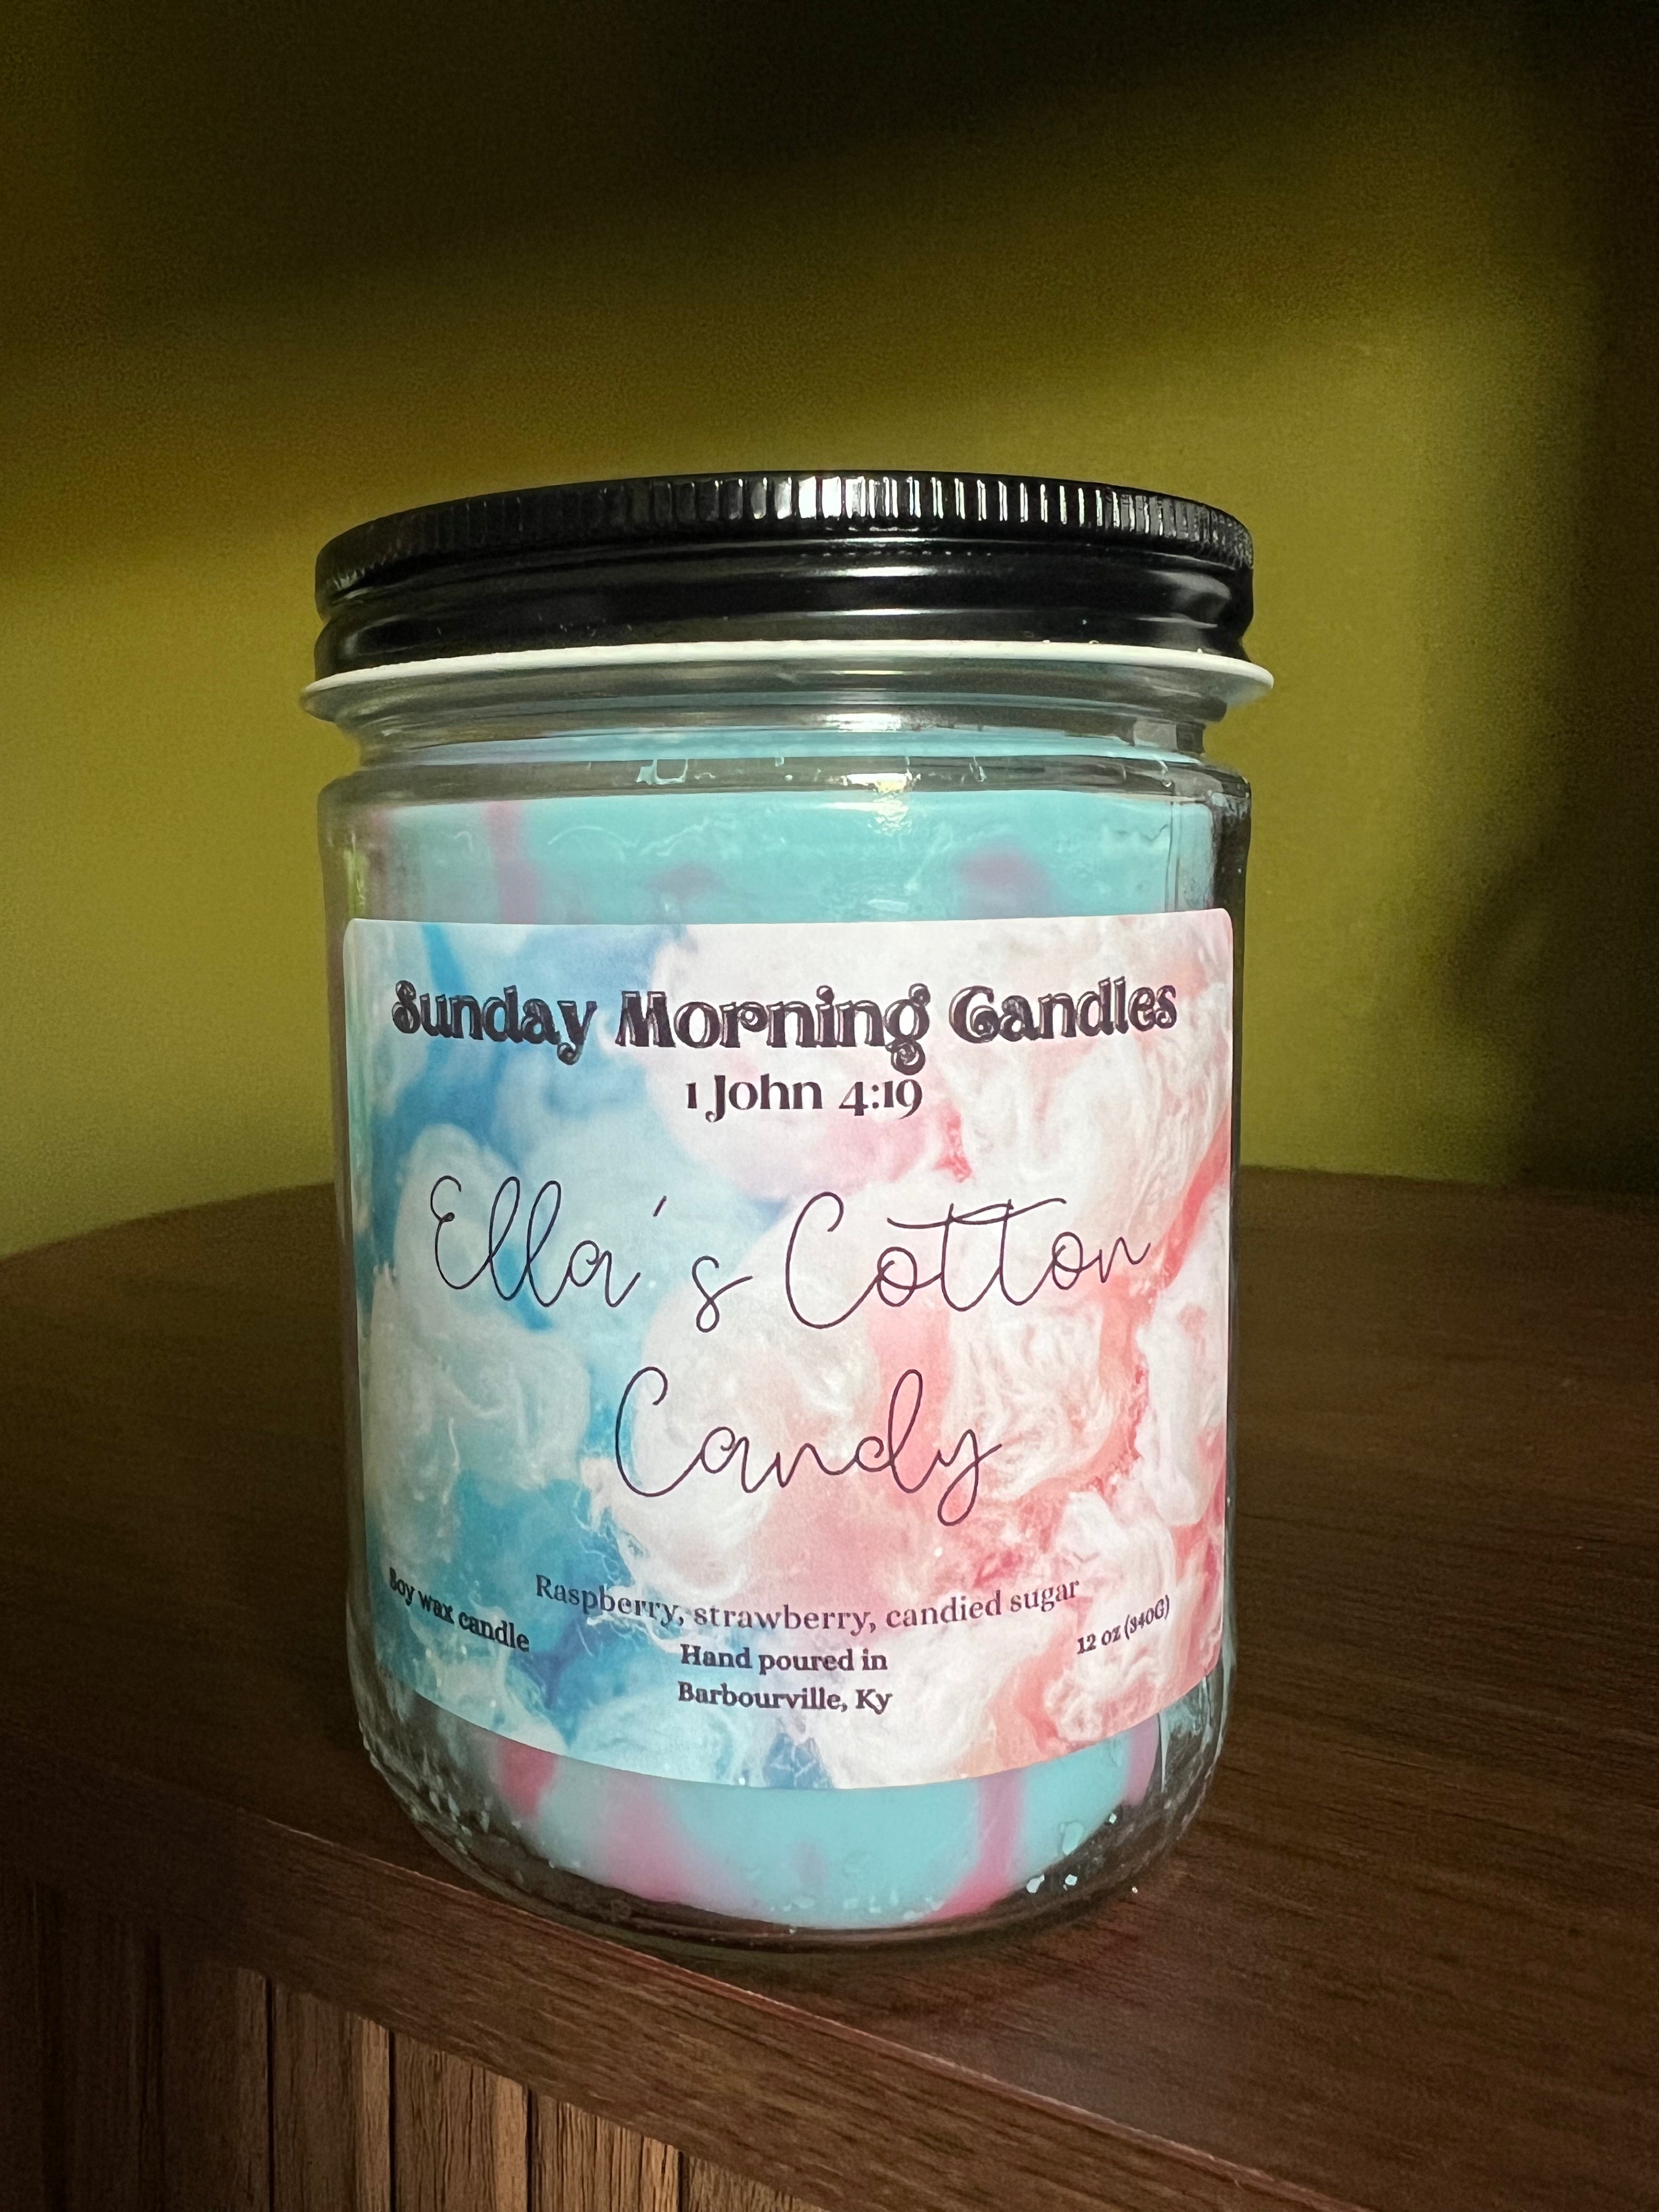 Sunday Morning Candles
1 John 4:19
Ella's Cotton
Candy
Raspberry, strawberry, candied sugar
Soy wax candle
Hand poured in
Barbourville, Ky
12 oz (340G)